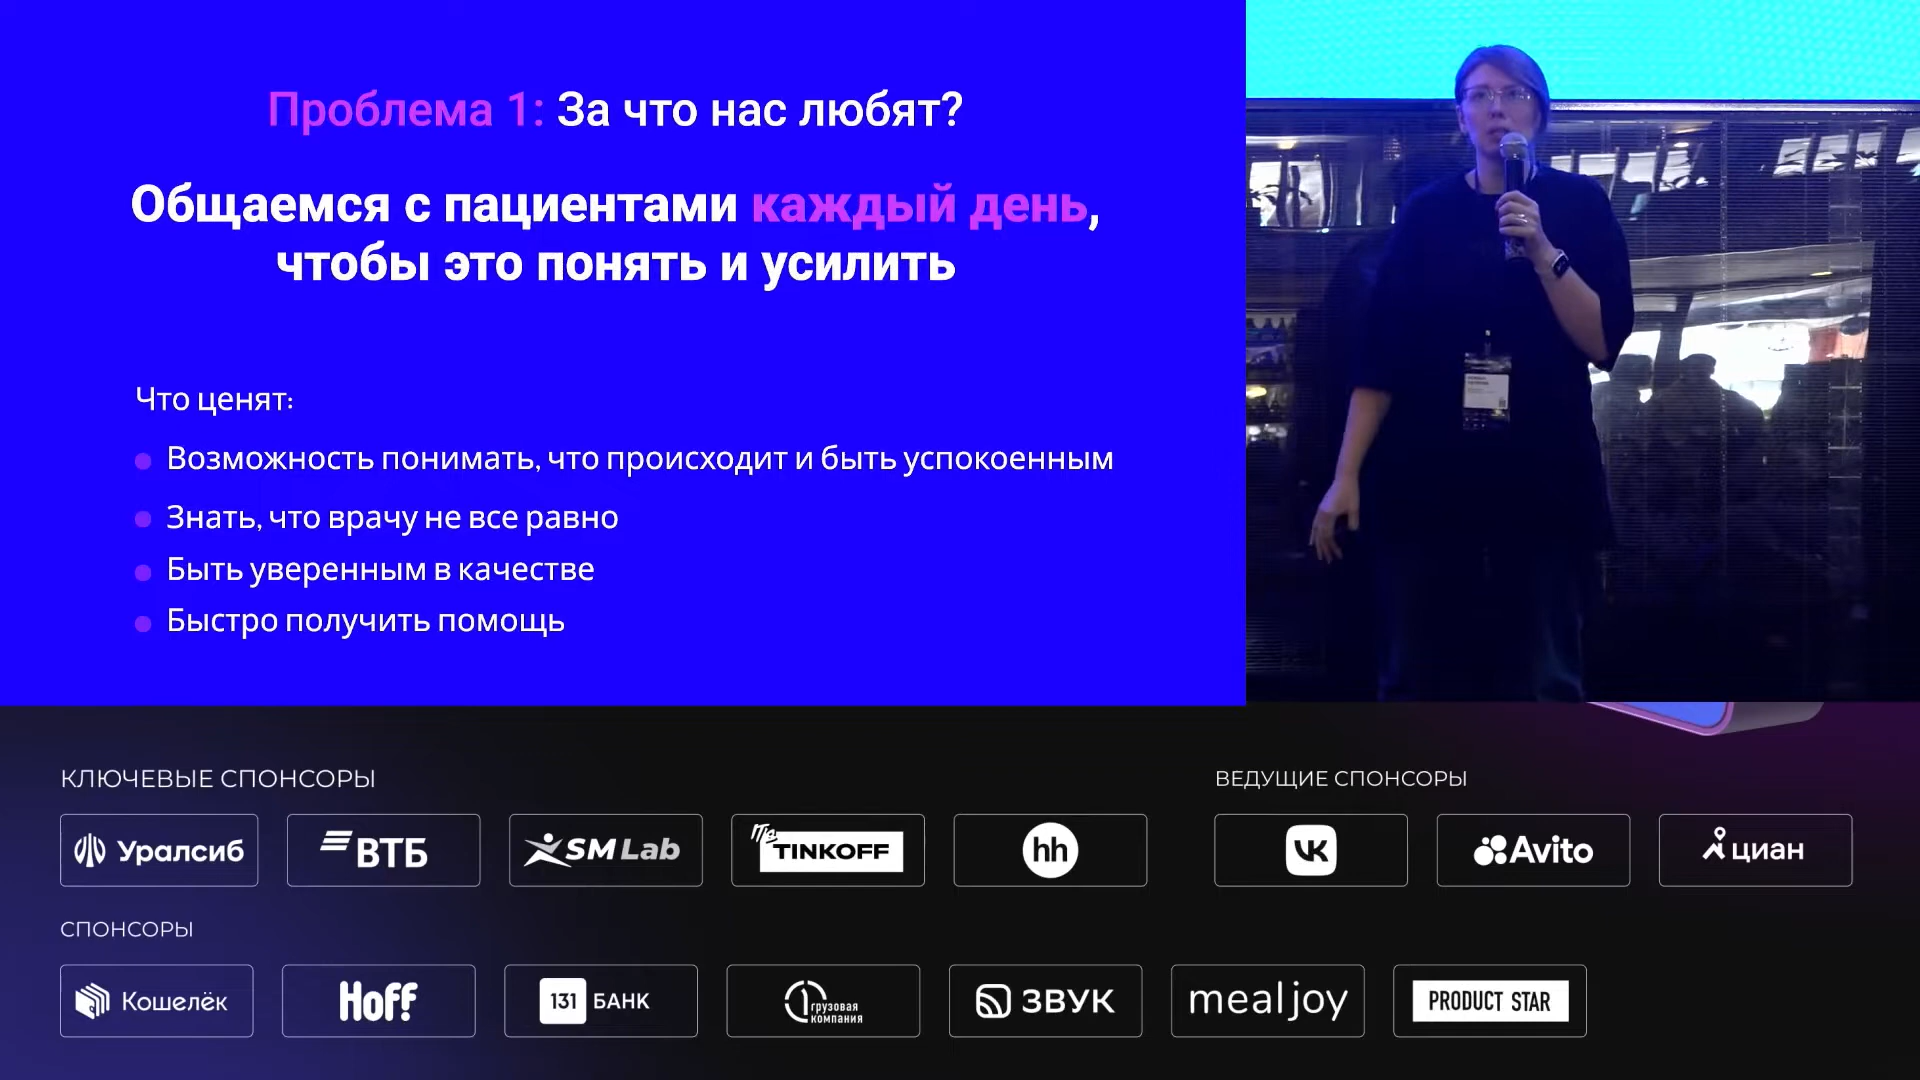 Проблема 1: За что нас любят?
Общаемся с пациентами каждый день,
чтобы это понять и усилить
Что ценят:
Возможность понимать, что происходит и быть успокоенным
Знать, что врачу не все равно
Быть уверенным в качестве
Быстро получить помощь
КЛЮЧЕВЫЕ СПОНСОРЫ
Уралсиб
ВТБ
SM Lab
TINKOFF
hh
ВЕДУЩИЕ СПОНСОРЫ
VK
Avito
циан
СПОНСОРЫ
Кошелёк
Hoff
131 БАНК
1 грузовая
компания
ЗВУК
mealjoy
PRODUCT STAR